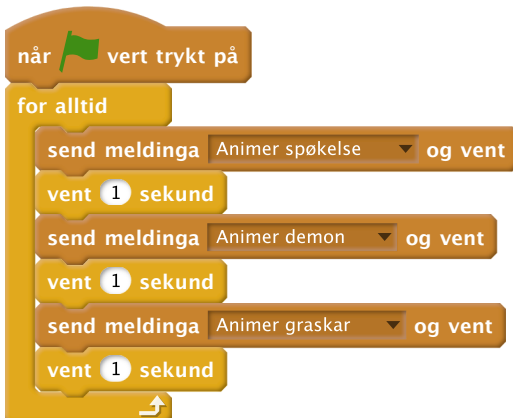 når vert trykt på
for alltid
send meldinga Animer spøkelse og vent
vent 1 sekund
send meldinga Animer demon og vent
vent 1 sekund
send meldinga Animer graskar og vent
vent 1 sekund